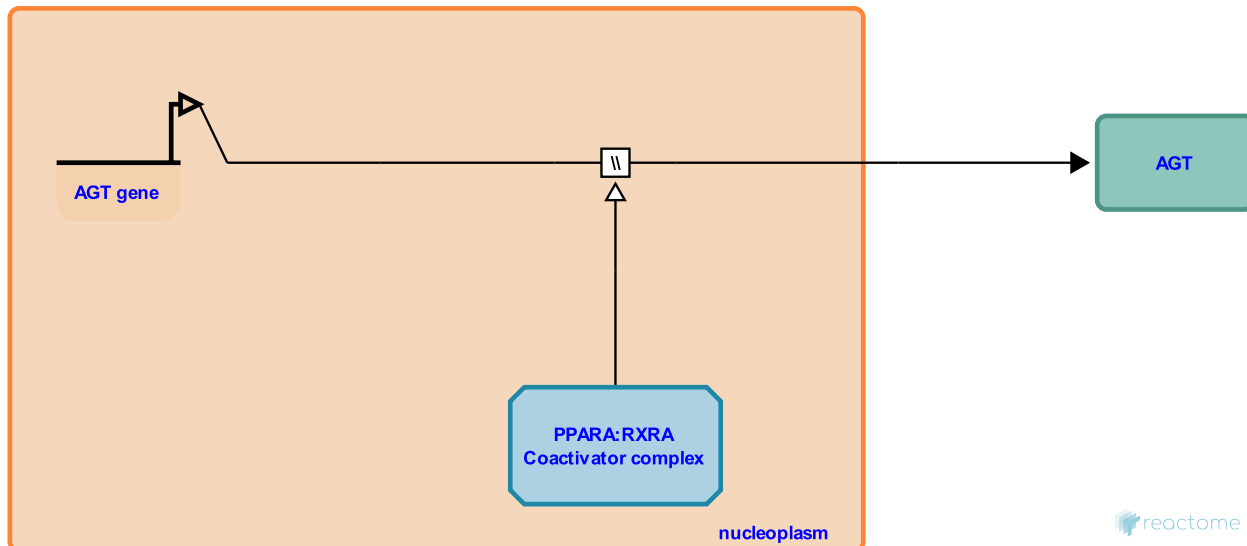 \\
AGT
AGT gene
PPARA:RXRA
Coactivator complex
reactome
nucleoplasm